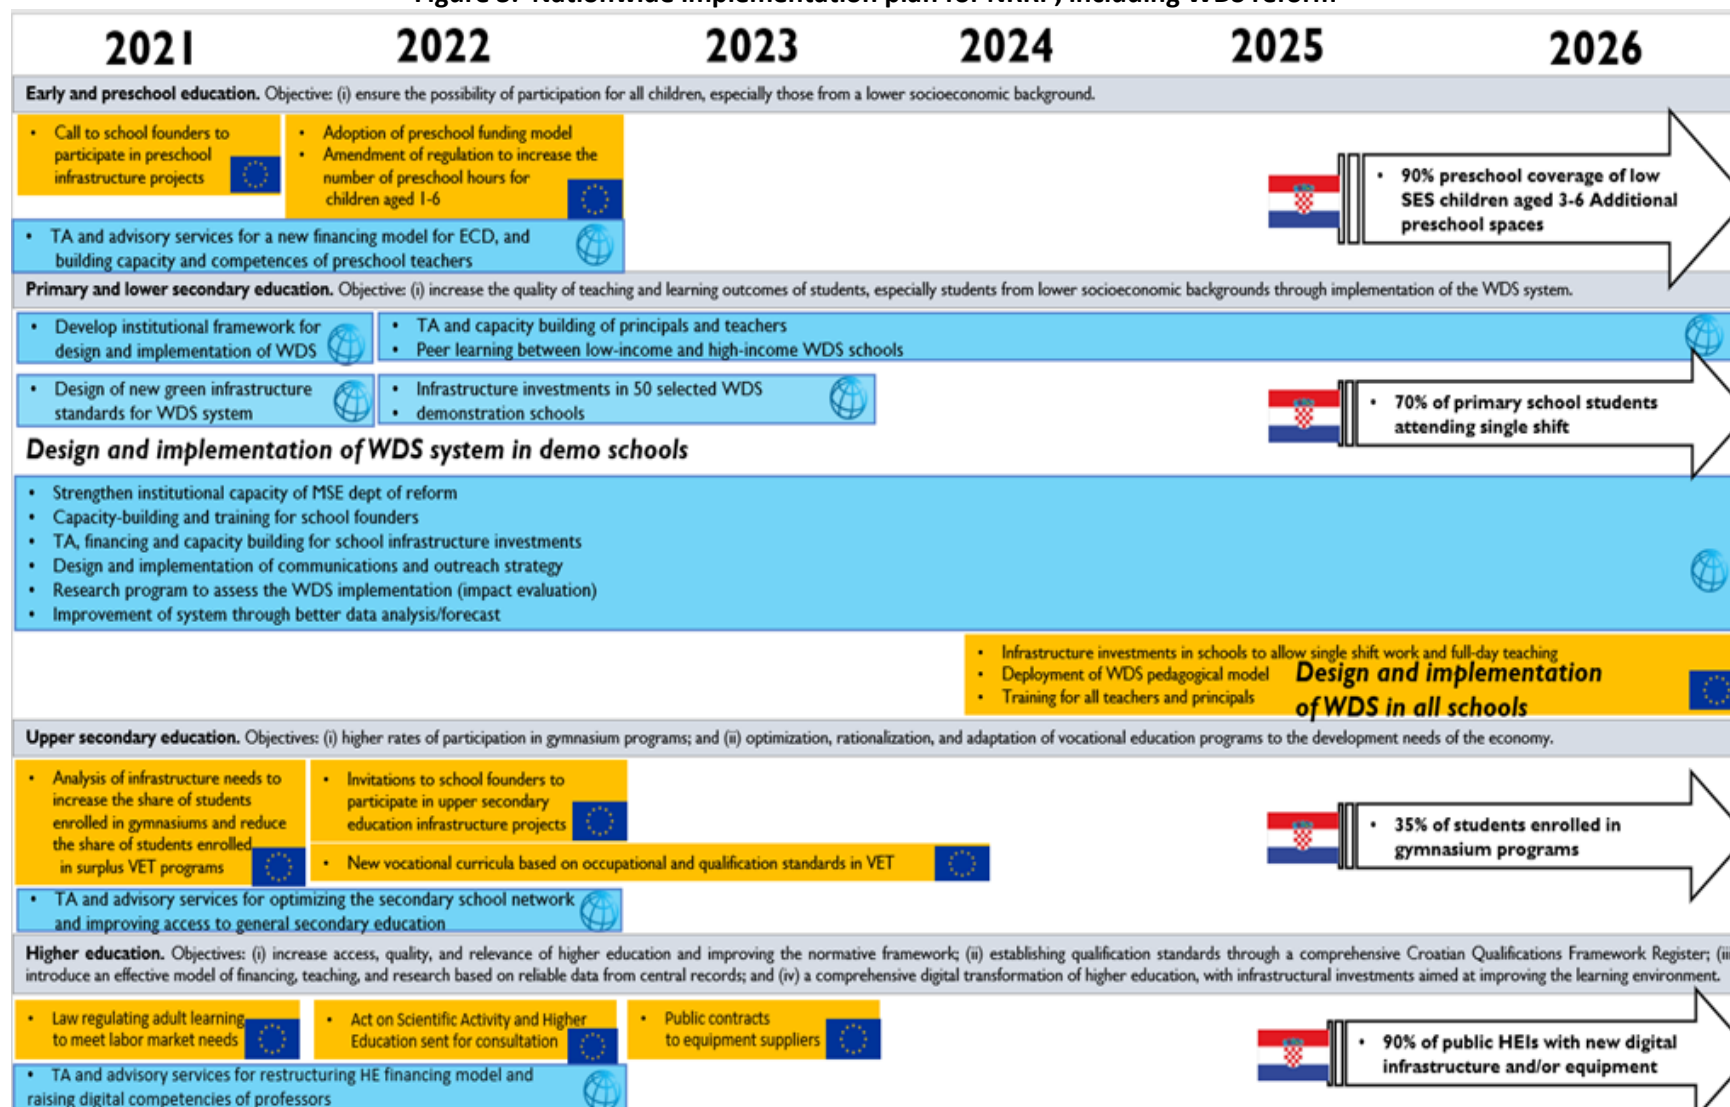 Figure 3. Nationwide implementation plan for NRRP, including WDS reform
2021 2022 2023 2024 2025 2026
Early and preschool education. Objective: (i) ensure the possibility of participation for all children, especially those from a lower socioeconomic background.
• Call to school founders to
participate in preschool
infrastructure projects
• Adoption of preschool funding model
• Amendment of regulation to increase the
number of preschool hours for
children aged 1-6
• 90% preschool coverage of low
SES children aged 3-6 Additional
preschool spaces
• TA and advisory services for a new financing model for ECD, and
building capacity and competences of preschool teachers
Primary and lower secondary education. Objective: (i) increase the quality of teaching and learning outcomes of students, especially students from lower socioeconomic backgrounds through implementation of the WDS system.
• Develop institutional framework for
design and implementation of WDS
• TA and capacity building of principals and teachers
• Peer learning between low-income and high-income WDS schools
• Design of new green infrastructure
standards for WDS system
• Infrastructure investments in 50 selected WDS
• demonstration schools
• 70% of primary school students
attending single shift
Design and implementation of WDS system in demo schools
• Strengthen institutional capacity of MSE dept of reform
• Capacity-building and training for school founders
• TA, financing and capacity building for school infrastructure investments
• Design and implementation of communications and outreach strategy
• Research program to assess the WDS implementation (impact evaluation)
• Improvement of system through better data analysis/forecast
• Infrastructure investments in schools to allow single shift work and full-day teaching
• Deployment of WDS pedagogical model
• Training for all teachers and principals
Design and implementation
of WDS in all schools
Upper secondary education. Objectives: (i) higher rates of participation in gymnasium programs; and (ii) optimization, rationalization, and adaptation of vocational education programs to the development needs of the economy.
• Analysis of infrastructure needs to
increase the share of students
enrolled in gymnasiums and reduce
the share of students enrolled
in surplus VET programs
• Invitations to school founders to
participate in upper secondary
education infrastructure projects
• New vocational curricula based on occupational and qualification standards in VET
• 35% of students enrolled in
gymnasium programs
• TA and advisory services for optimizing the secondary school network
and improving access to general secondary education
Higher education. Objectives: (i) increase access, quality, and relevance of higher education and improving the normative framework; (ii) establishing qualification standards through a comprehensive Croatian Qualifications Framework Register; (iii
introduce an effective model of financing, teaching, and research based on reliable data from central records; and (iv) a comprehensive digital transformation of higher education, with infrastructural investments aimed at improving the learning environment.
• Law regulating adult learning
to meet labor market needs
• Act on Scientific Activity and Higher
Education sent for consultation
• Public contracts
to equipment suppliers
• 90% of public HEIs with new digital
infrastructure and/or equipment
• TA and advisory services for restructuring HE financing model and
raising digital competencies of professors